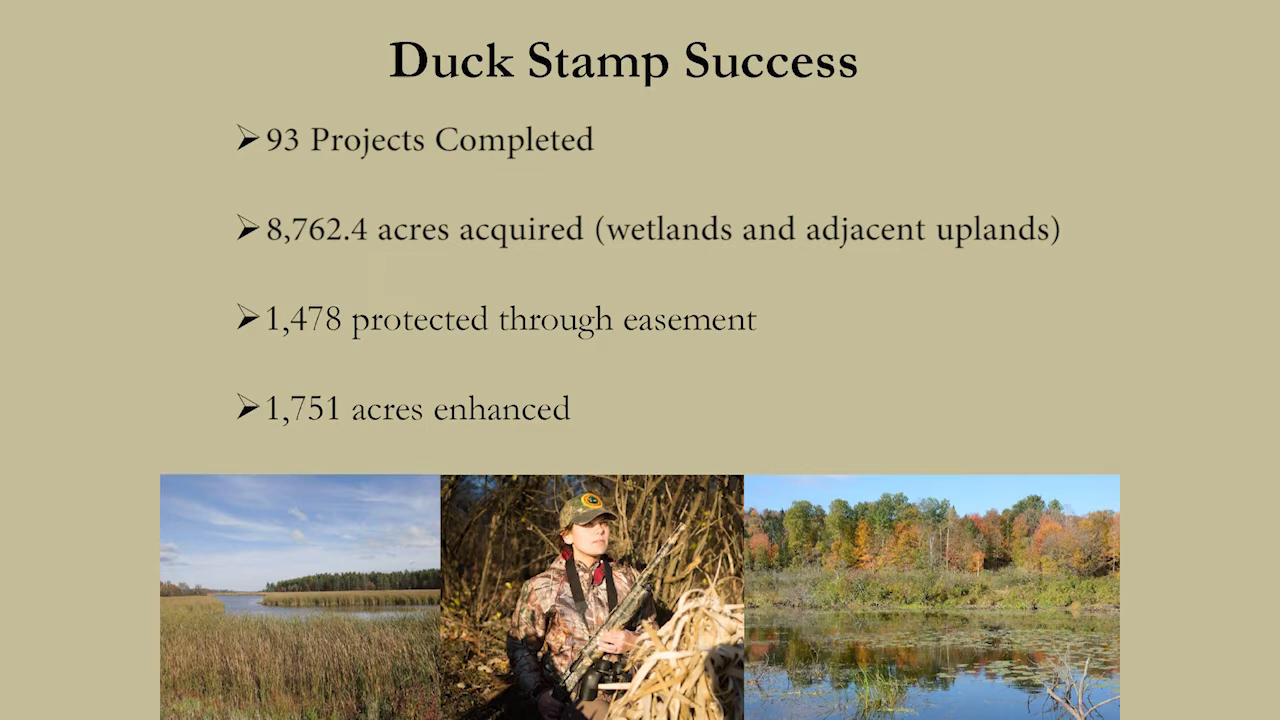 Duck Stamp Success
➢93 Projects Completed
➢8,762.4 acres acquired (wetlands and adjacent uplands)
➢1,478 protected through easement
➢1,751 acres enhanced